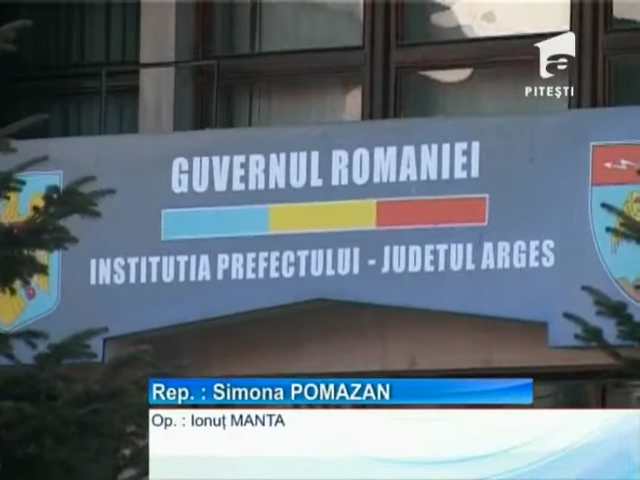 PITEȘTI
GUVERNUL ROMANIEI
INSTITUTIA PREFECTULUI - JUDETUL ARGES
Rep. : Simona POMAZAN
Op. : Ionuț MANTA